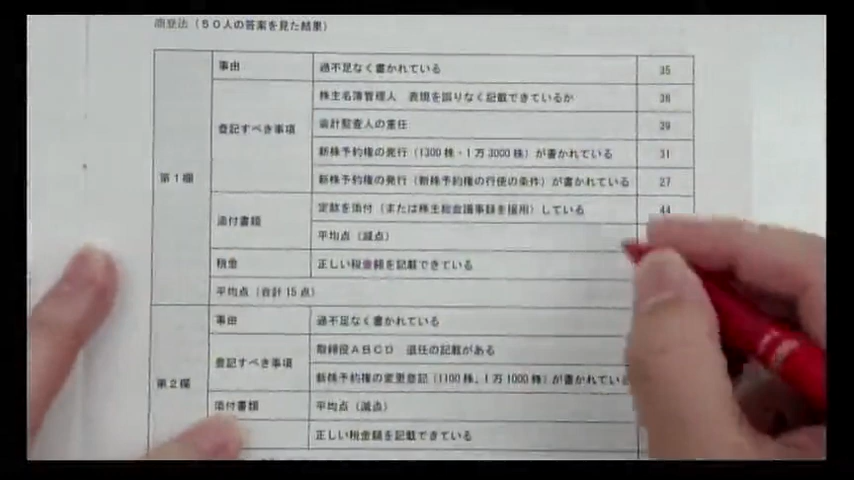 商登法(50人の答案を見た結果)
第1欄
事由 過不足なく書かれている 35
登記すべき事項
株主名簿管理人 表現を誤りなく記載できているか 38
会計監査人の重任 39
新株予約権の発行(1300株・1万3000株)が書かれている 31
新株予約権の発行(新株予約権の行使の条件)が書かれている 27
添付書類
定款を添付(または株主総会議事録を援用)している 44
平均点(減点)
税金 正しい税金額を記載できている
平均点(合計15点)
第2欄
事由 過不足なく書かれている
登記すべき事項
取締役ABCD 退任の記載がある
新株予約権の変更登記(1100株、1万1000株)が書かれている
添付書類 平均点(減点)
正しい税金額を記載できている